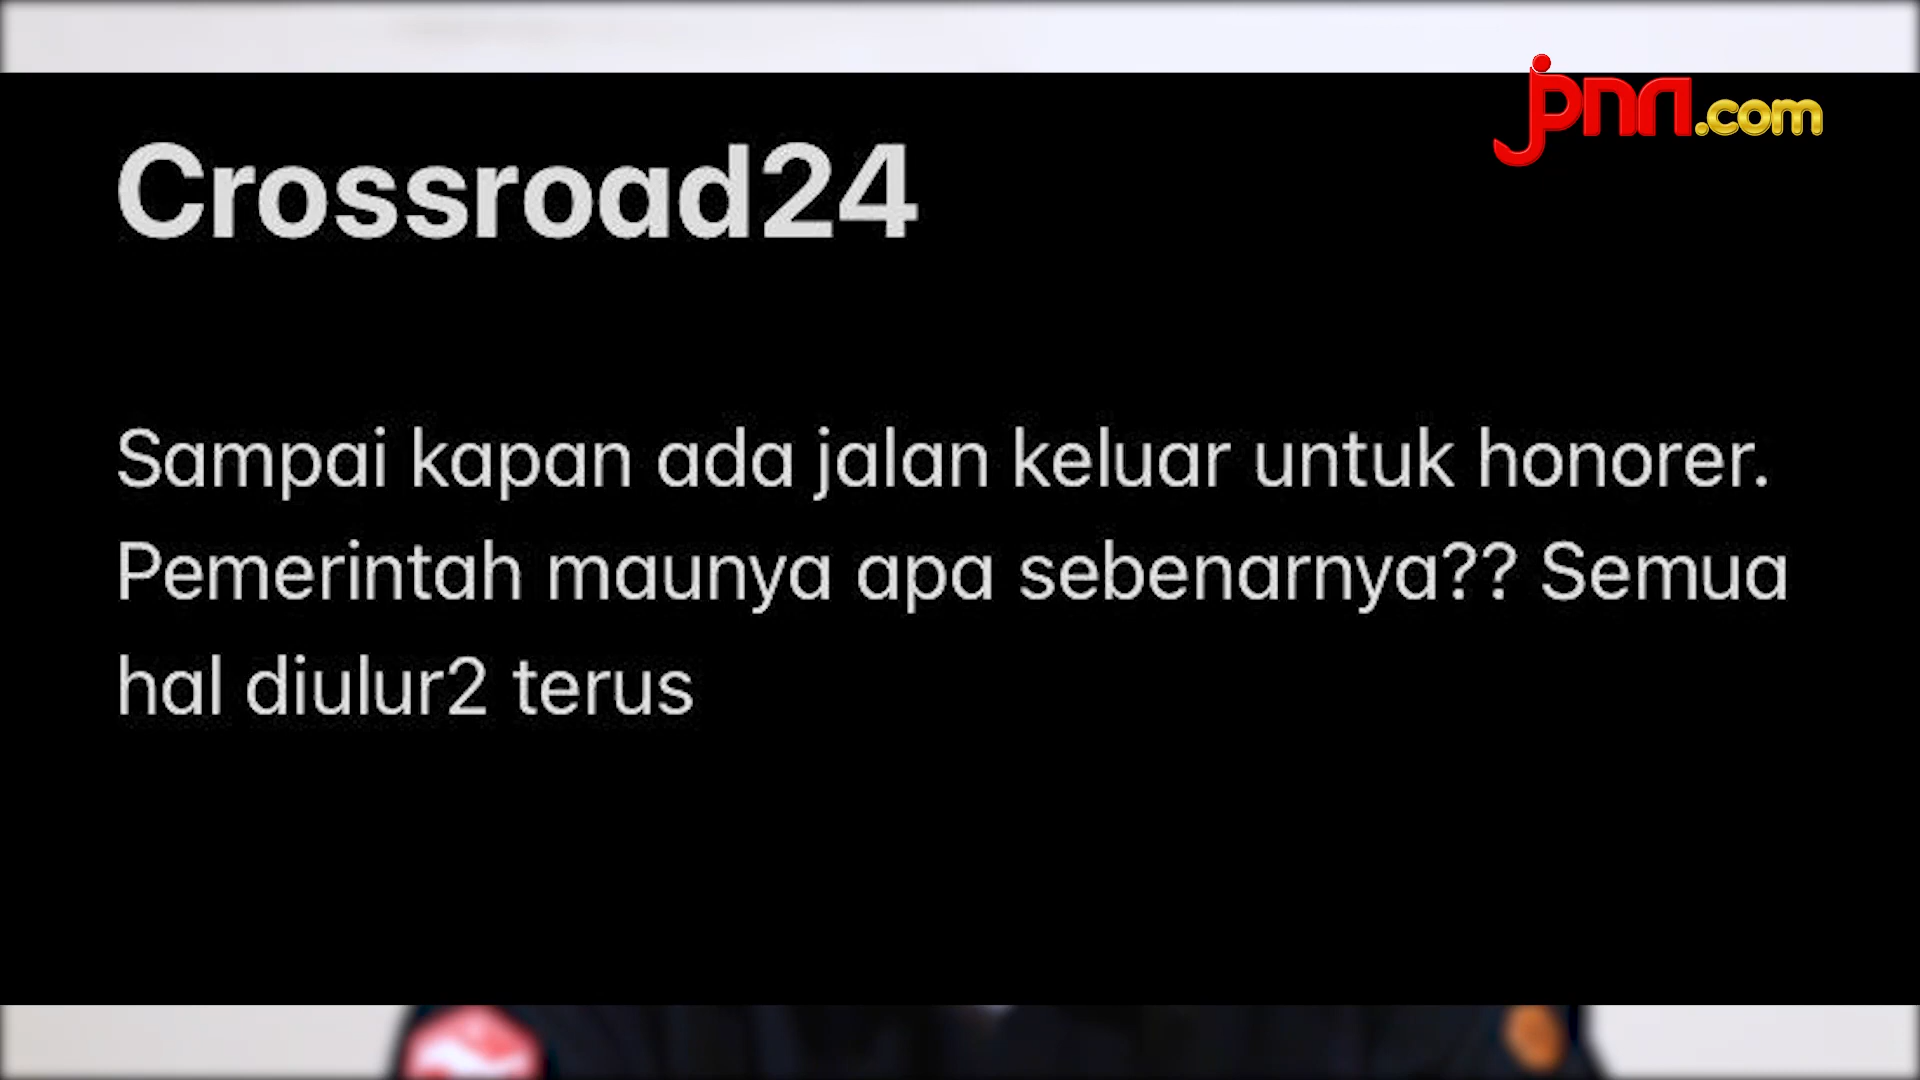 jpnn.com
Crossroad24
Sampai kapan ada jalan keluar untuk honorer.
Pemerintah maunya apa sebenarnya?? Semua
hal diulur2 terus